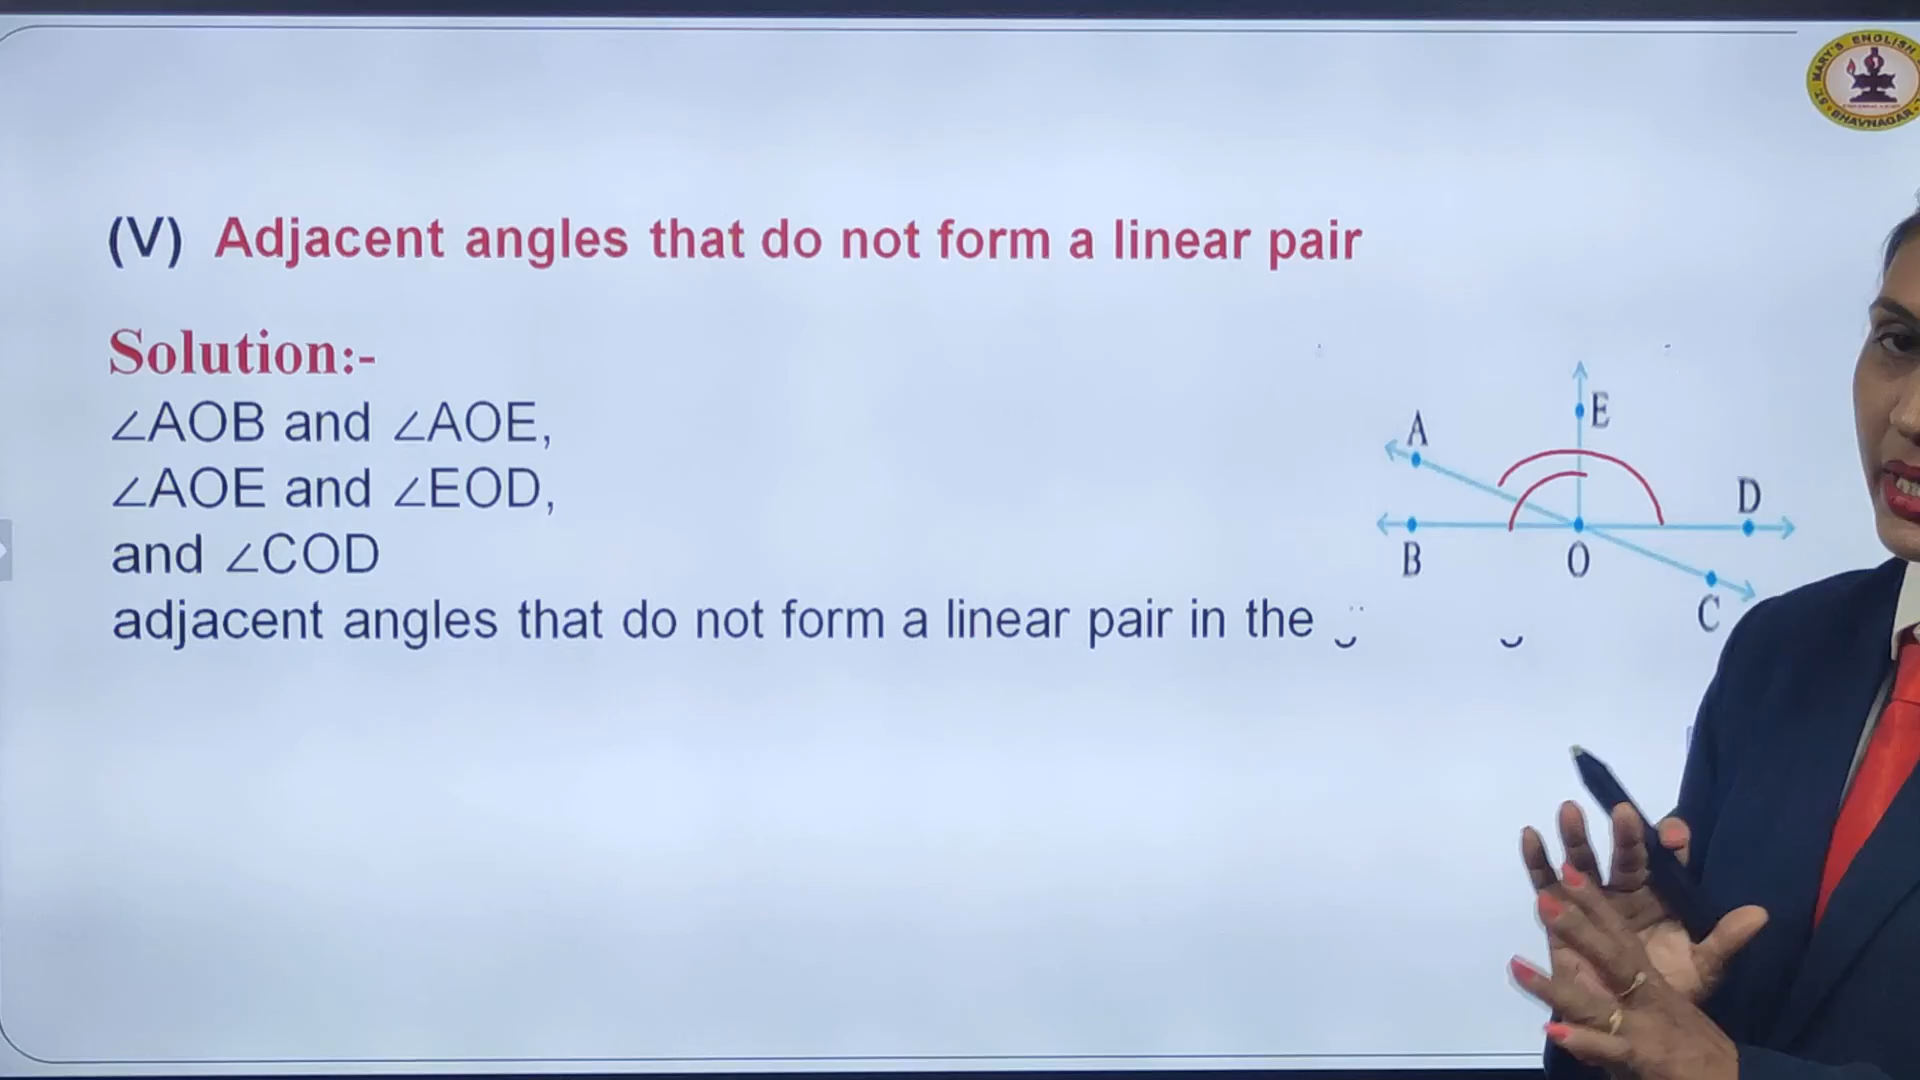 ST. MARY'S ENGLISH
BHAVNAGAR
(V) Adjacent angles that do not form a linear pair
Solution:-
∠AOB and ∠AOE,
∠AOE and ∠EOD,
and ∠COD
adjacent angles that do not form a linear pair in the
E
A
D
B
O
C